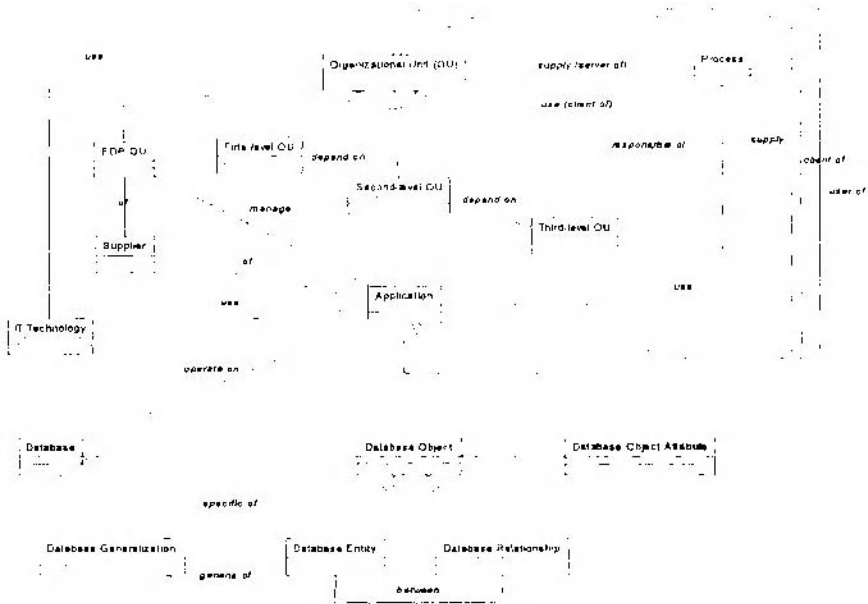 use
Organizational Unit (OU)
supply (server of)
Process
use (client of)
EDP OU
First-level OU
depend on
responsible of
supply
client of
Second-level OU
user of
of
manage
depend on
Supplier
Third-level OU
of
use
Application
use
IT Technology
operate on
Database
Database Object
Database Object Attribute
specific of
Database Generalization
Database Entity
Database Relationship
generic of
between